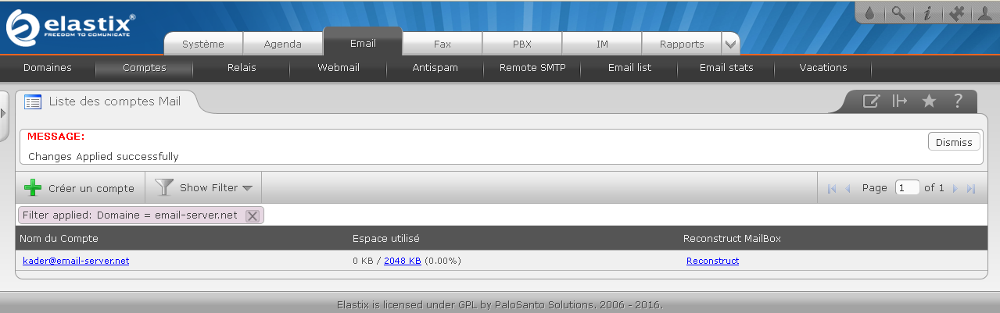 elastix®
FREEDOM TO COMUNICATE
Système Agenda Email Fax PBX IM Rapports
Domaines Comptes Relais Webmail Antispam Remote SMTP Email list Email stats Vacations
Liste des comptes Mail
MESSAGE:
Dismiss
Changes Applied successfully
Créer un compte Show Filter Page 1 of 1
Filter applied: Domaine = email-server.net
Nom du Compte Espace utilisé Reconstruct MailBox
kader@email-server.net 0 KB / 2048 KB (0.00%) Reconstruct
Elastix is licensed under GPL by PaloSanto Solutions. 2006 - 2016.